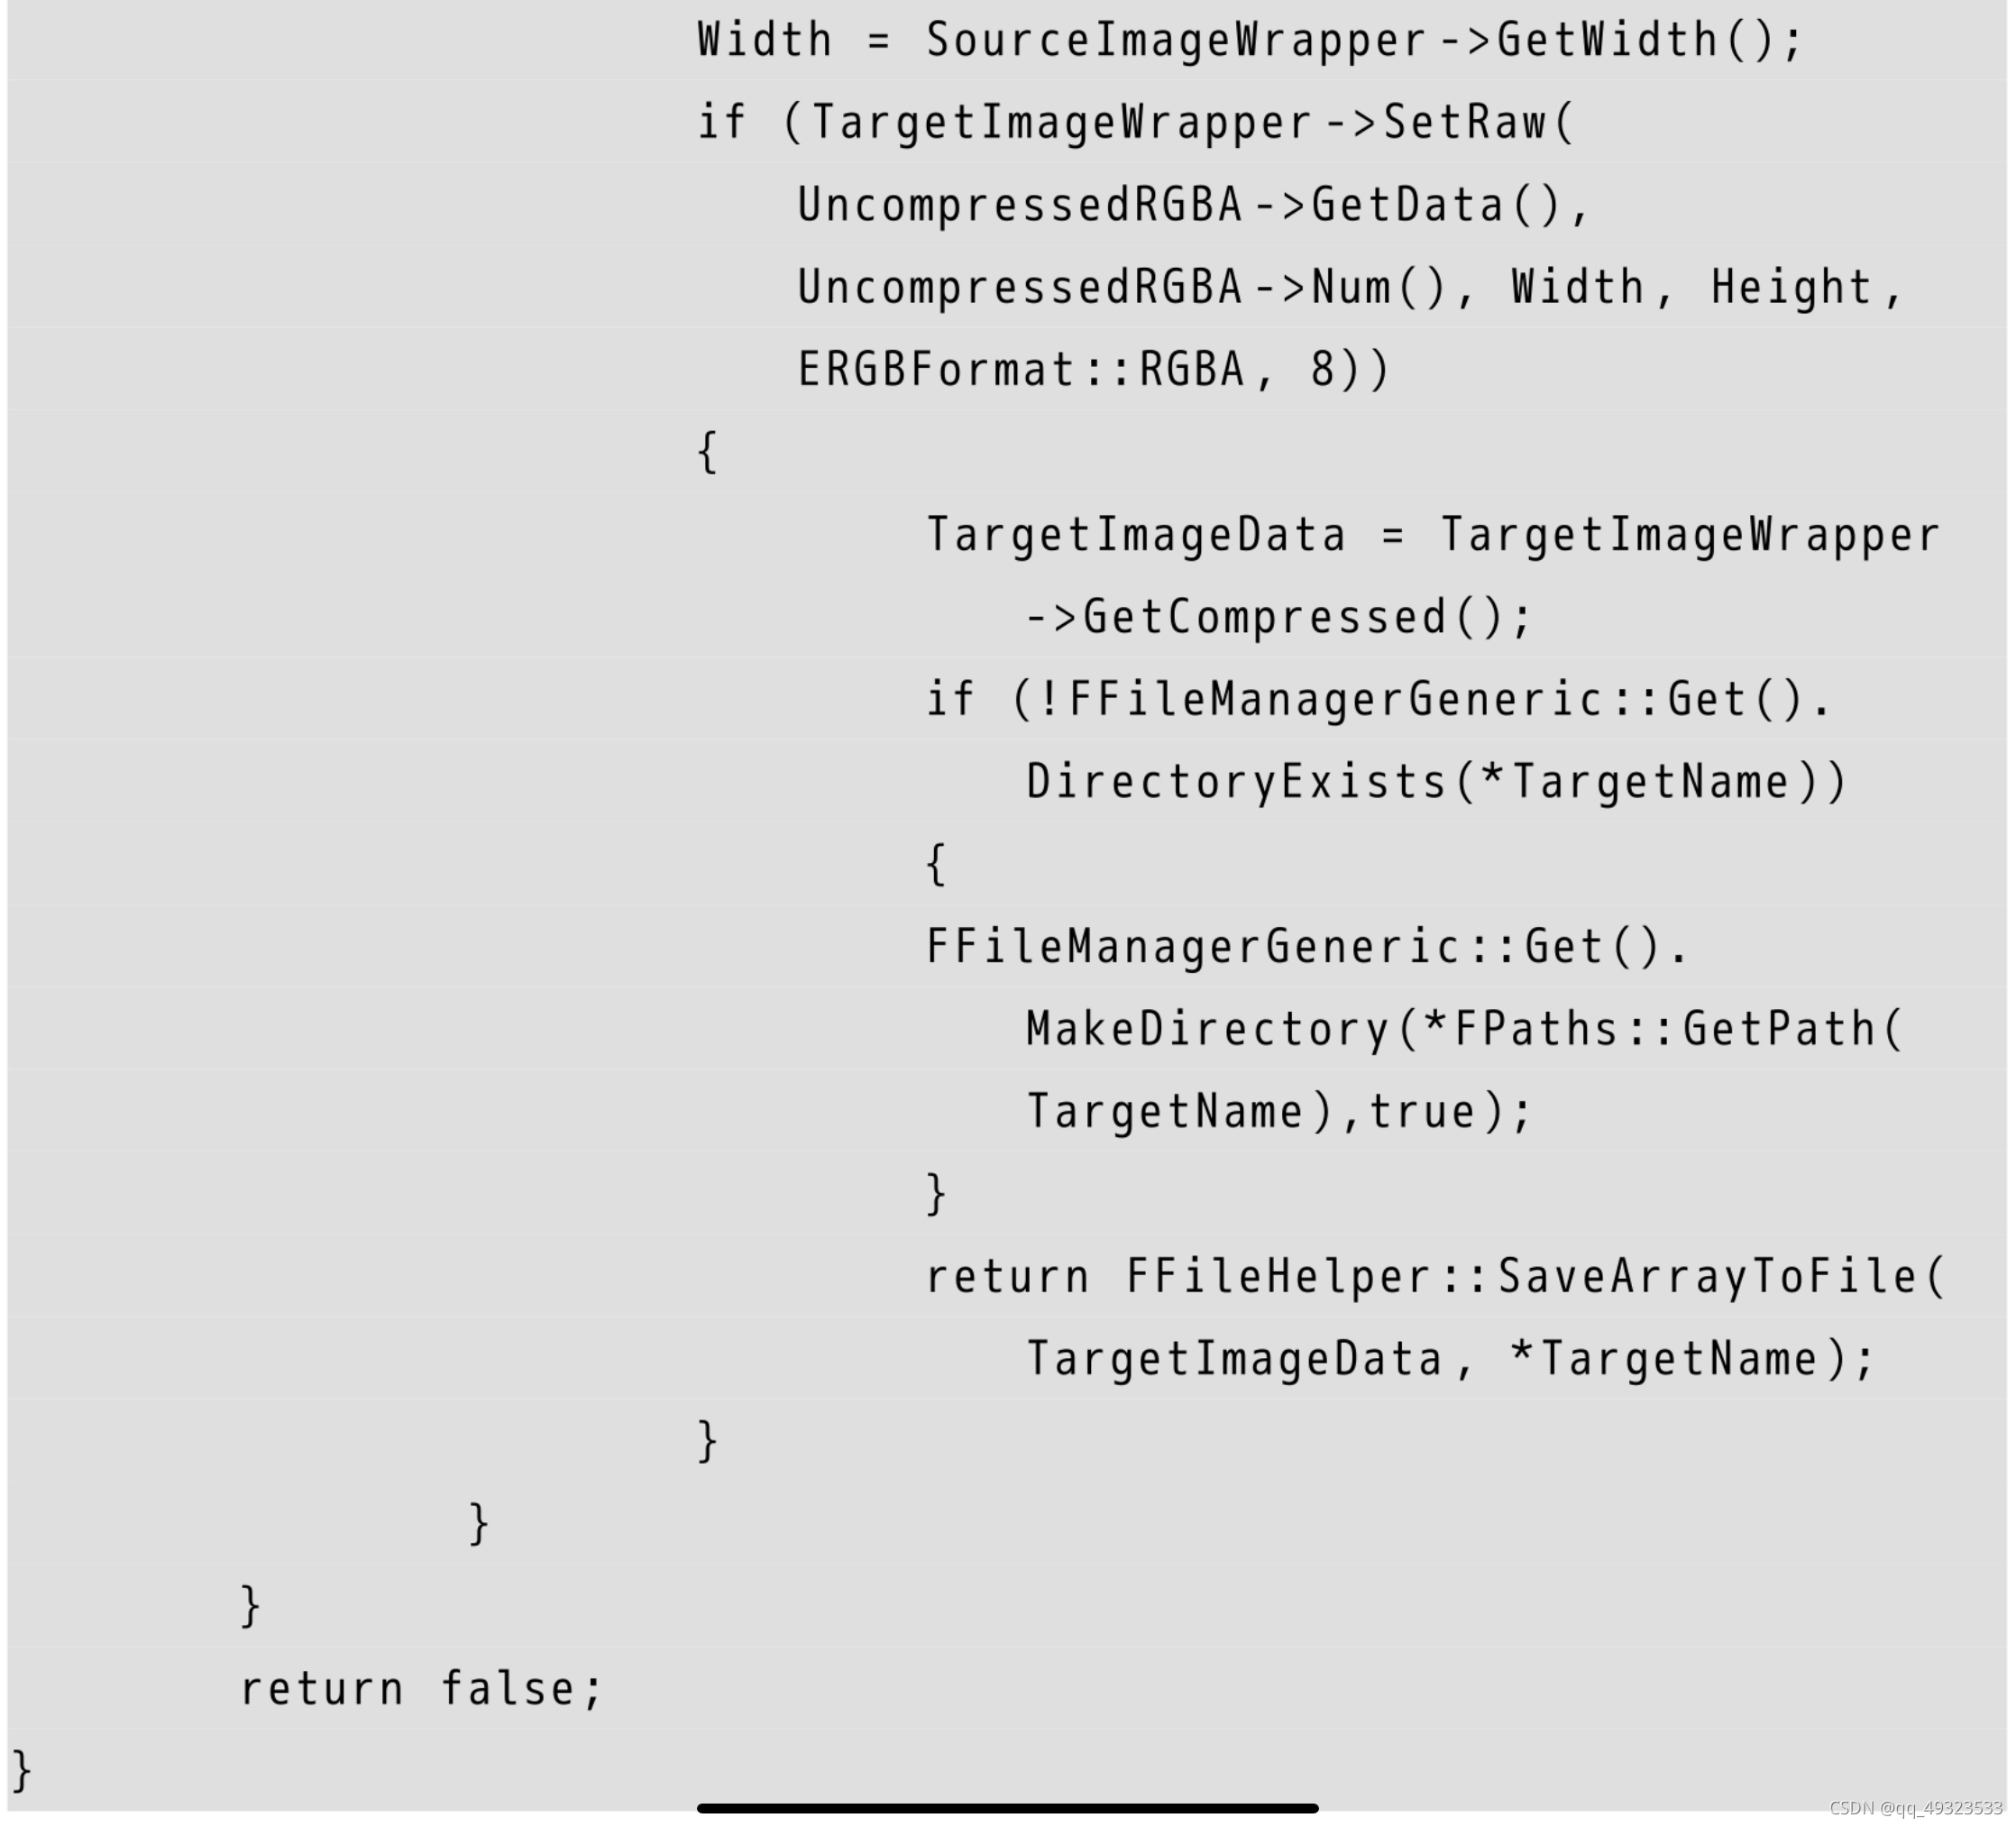 Width = SourceImageWrapper->GetWidth();
if (TargetImageWrapper->SetRaw(
UncompressedRGBA->GetData(),
UncompressedRGBA->Num(), Width, Height,
ERGBFormat::RGBA, 8))
{
TargetImageData = TargetImageWrapper
->GetCompressed();
if (!FFileManagerGeneric::Get().
DirectoryExists(*TargetName))
{
FFileManagerGeneric::Get().
MakeDirectory(*FPaths::GetPath(
TargetName),true);
}
return FFileHelper::SaveArrayToFile(
TargetImageData, *TargetName);
}
}
}
return false;
}
CSDN @qq_49323533